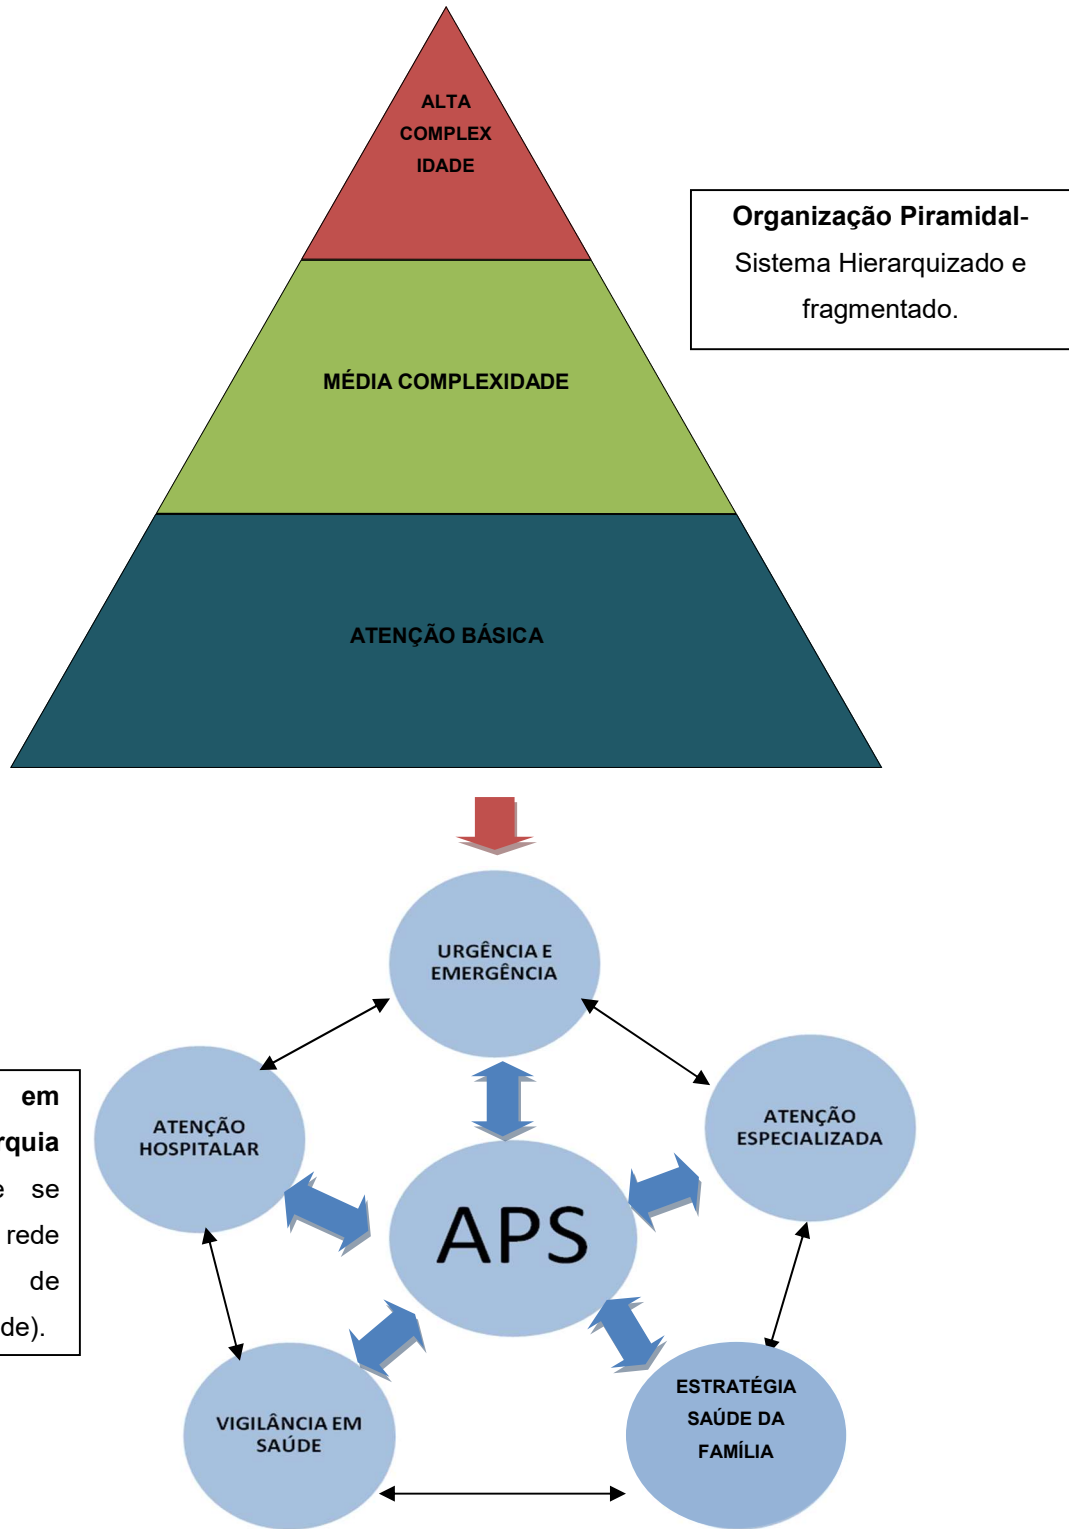 ALTA
COMPLEX
IDADE
Organização Piramidal-
Sistema Hierarquizado e
fragmentado.
MÉDIA COMPLEXIDADE
ATENÇÃO BÁSICA
URGÊNCIA E
EMERGÊNCIA
em
rquia
e se
rede
de
de).
ATENÇÃO
HOSPITALAR
ATENÇÃO
ESPECIALIZADA
APS
VIGILÂNCIA EM
SAÚDE
ESTRATÉGIA
SAÚDE DA
FAMÍLIA